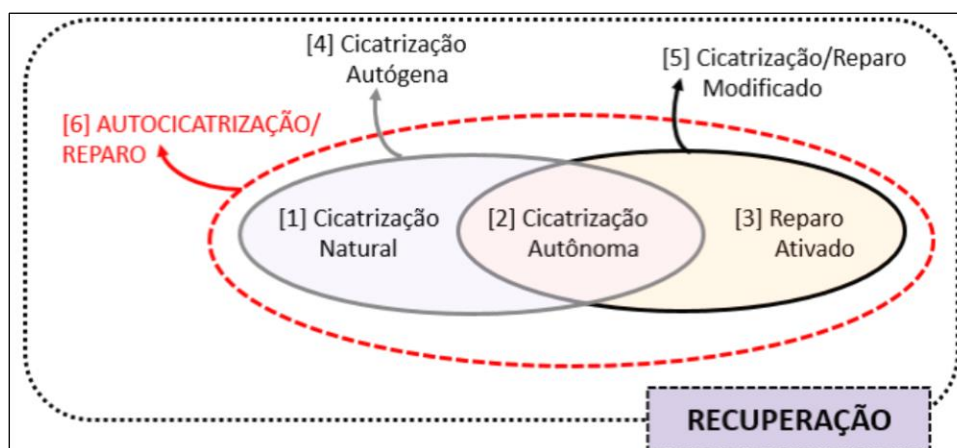 [4] Cicatrização
Autógena
[5] Cicatrização/Reparo
Modificado
[6] AUTOCICATRIZAÇÃO/
REPARO
[1] Cicatrização
Natural
[2] Cicatrização
Autônoma
[3] Reparo
Ativado
RECUPERAÇÃO